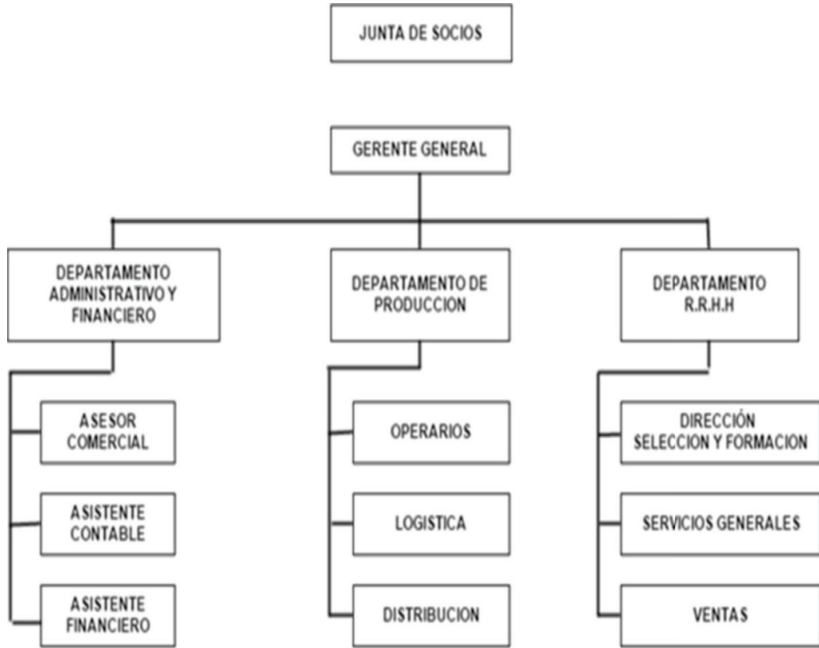 JUNTA DE SOCIOS
GERENTE GENERAL
DEPARTAMENTO
ADMINISTRATIVO Y
FINANCIERO
DEPARTAMENTO DE
PRODUCCION
DEPARTAMENTO
R.R.H.H
ASESOR
COMERCIAL
ASISTENTE
CONTABLE
ASISTENTE
FINANCIERO
OPERARIOS
LOGISTICA
DISTRIBUCION
DIRECCIÓN
SELECCION Y FORMACION
SERVICIOS GENERALES
VENTAS